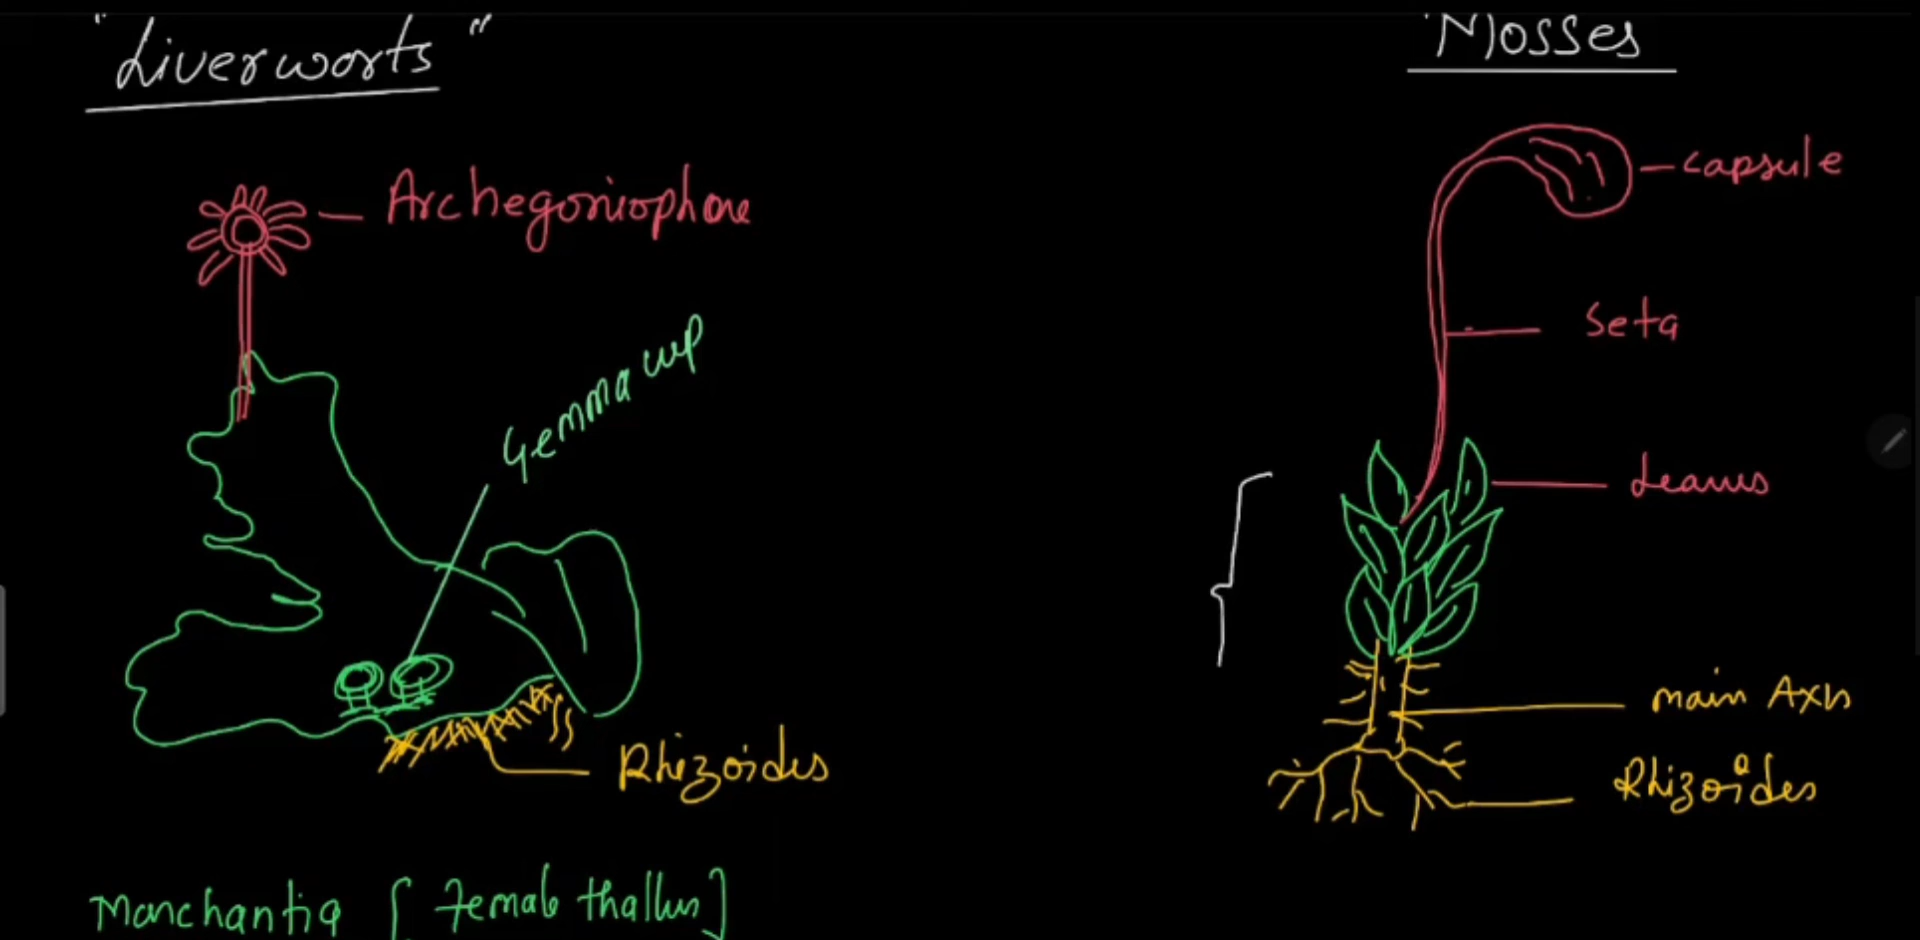 "Liverworts"
Mosses
Archegoniophore
Capsule
Gemma cup
Seta
Leaves
main Axis
Rhizoides
Rhizoides
Marchantia [Female thallus]